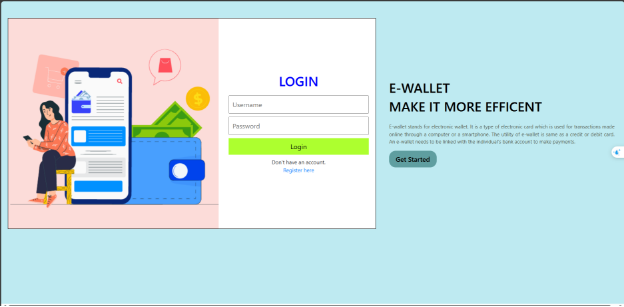 LOGIN
Username
Password
Login
Don't have an account.
Register here
E-WALLET
MAKE IT MORE EFFICENT
E-wallet stands for electronic wallet. It is a type of electronic card which is used for transactions made
online through a computer or a smartphone. The utility of e-wallet is same as a credit or debit card.
An e-wallet needs to be linked with the individual's bank account to make payments.
Get Started